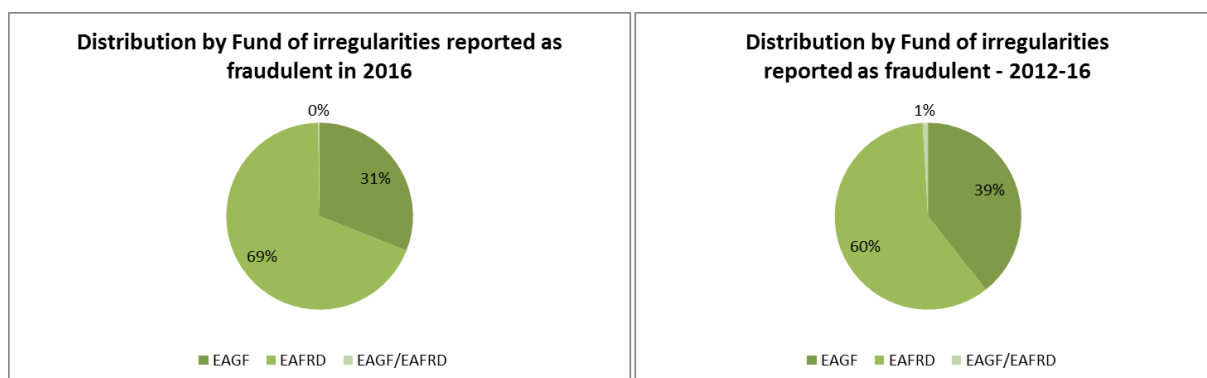 Distribution by Fund of irregularities reported as
fraudulent in 2016
0%
31%
69%
EAGF EAFRD EAGF/EAFRD
Distribution by Fund of irregularities
reported as fraudulent - 2012-16
1%
39%
60%
EAGF EAFRD EAGF/EAFRD